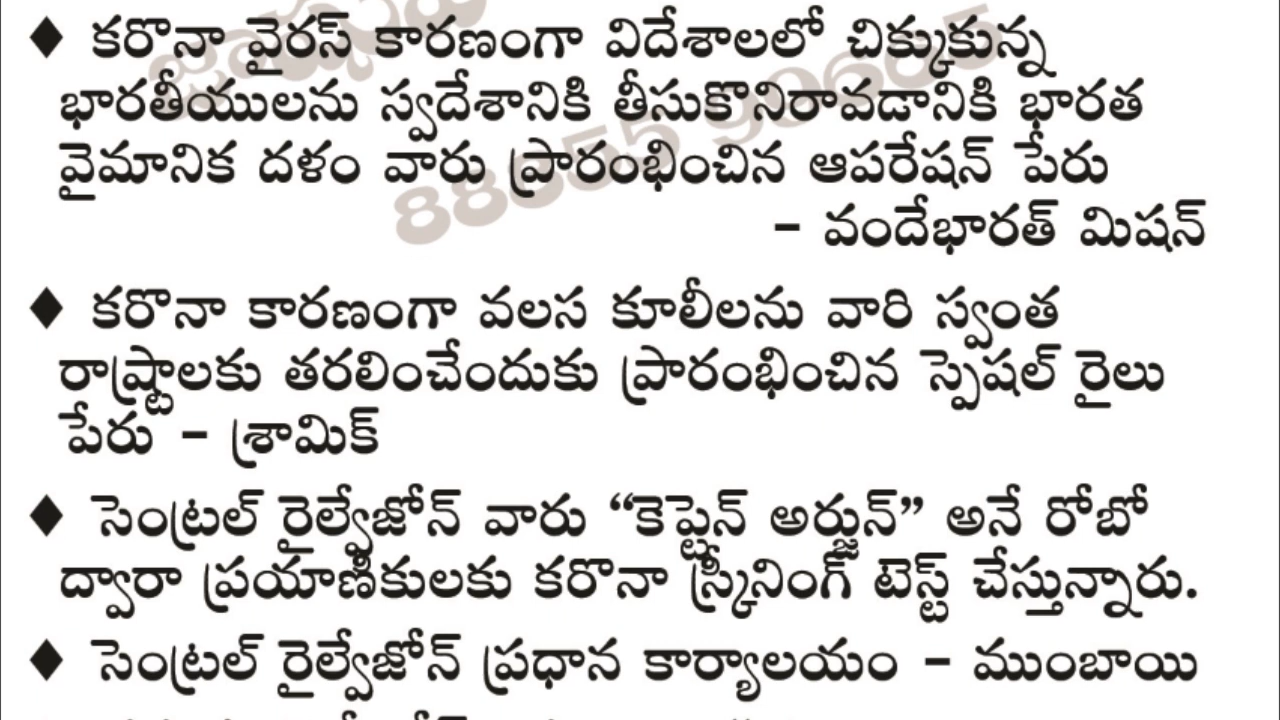 ♦ కరొనా వైరస్ కారణంగా విదేశాలలో చిక్కుకున్న
భారతీయులను స్వదేశానికి తీసుకొనిరావడానికి భారత
వైమానిక దళం వారు ప్రారంభించిన ఆపరేషన్ పేరు
– వందేభారత్ మిషన్
♦ కరొనా కారణంగా వలస కూలీలను వారి స్వంత
రాష్ట్రాలకు తరలించేందుకు ప్రారంభించిన స్పెషల్ రైలు
పేరు – శ్రామిక్
♦ సెంట్రల్ రైల్వేజోన్ వారు “కెప్టెన్ అర్జున్” అనే రోబో
ద్వారా ప్రయాణికులకు కరొనా స్క్రీనింగ్ టెస్ట్ చేస్తున్నారు.
♦ సెంట్రల్ రైల్వేజోన్ ప్రధాన కార్యాలయం – ముంబాయి